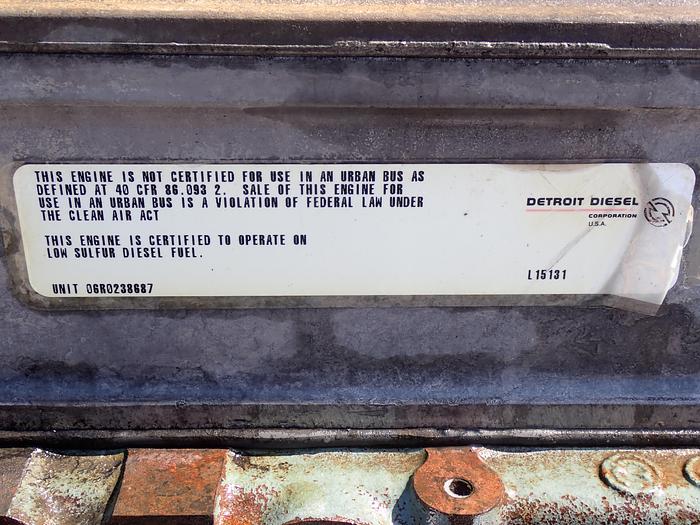 THIS ENGINE IS NOT CERTIFIED FOR USE IN AN URBAN BUS AS
DEFINED AT 40 CFR 86.093 2. SALE OF THIS ENGINE FOR
USE IN AN URBAN BUS IS A VIOLATION OF FEDERAL LAW UNDER
THE CLEAN AIR ACT
THIS ENGINE IS CERTIFIED TO OPERATE ON
LOW SULFUR DIESEL FUEL.
UNIT 06R0238687
DETROIT DIESEL
CORPORATION
U.S.A.
L15131